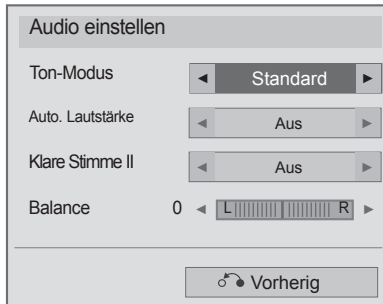 Audio einstellen
Ton-Modus ◄ Standard ►
Auto. Lautstärke ◄ Aus ►
Klare Stimme II ◄ Aus ►
Balance 0 ◄ L R ►
Vorherig